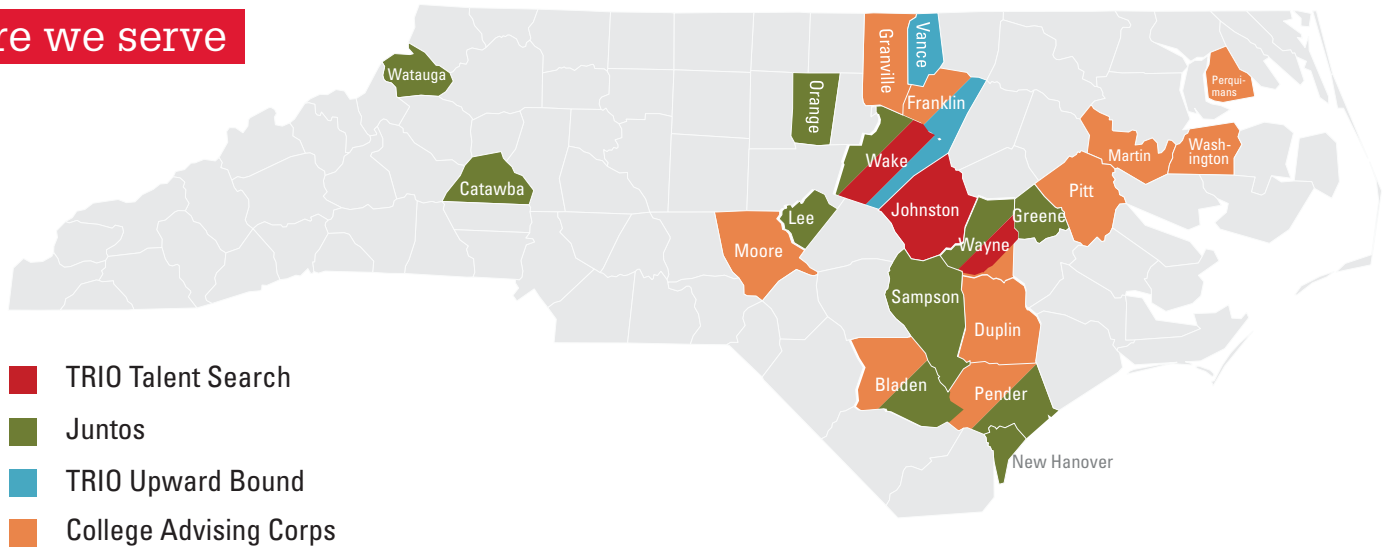 re we serve
Watauga
Catawba
Orange
Granville
Vance
Franklin
Wake
Lee
Moore
Johnston
Wayne
Greene
Pitt
Martin
Wash-
ington
Perqui-
mans
Sampson
Duplin
Bladen
Pender
New Hanover
TRIO Talent Search
Juntos
TRIO Upward Bound
College Advising Corps